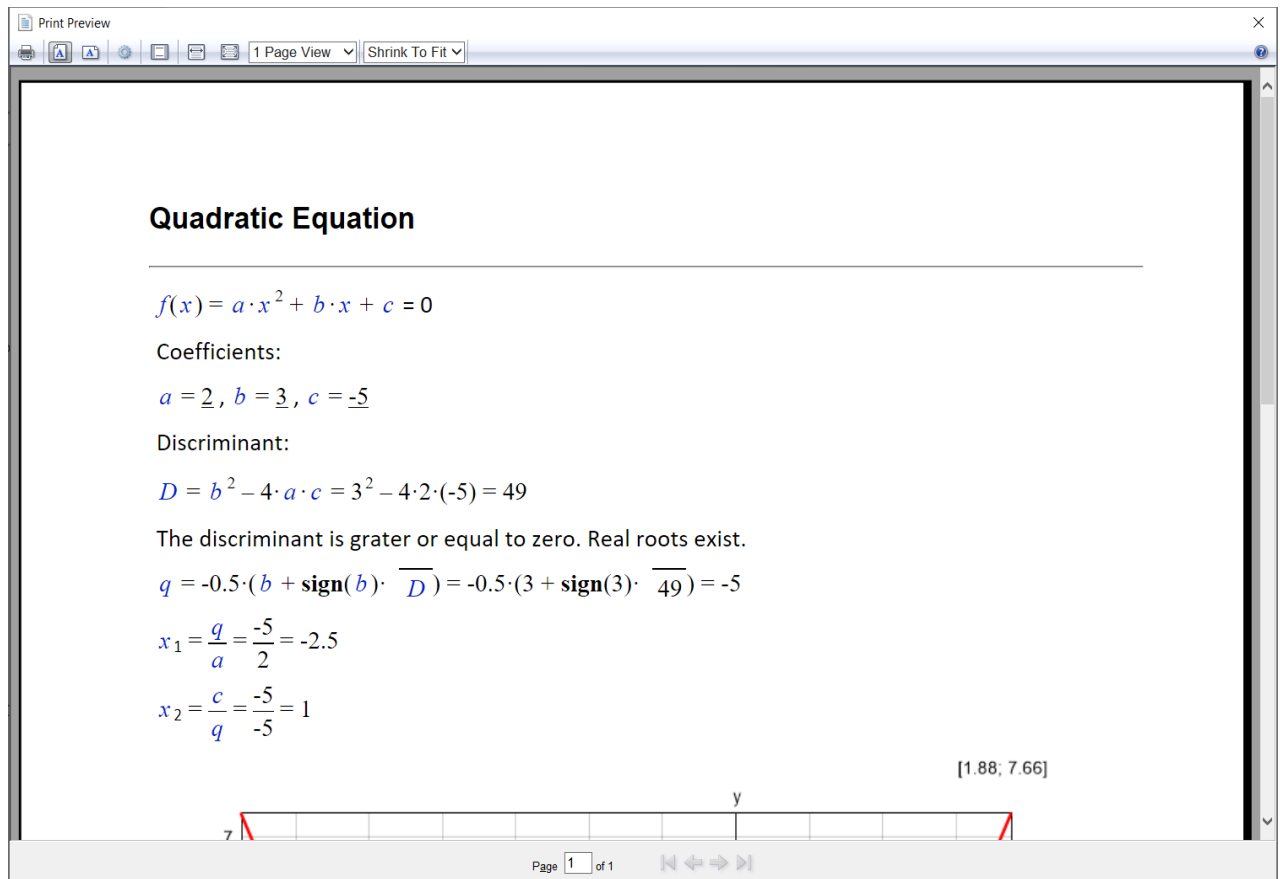 Print Preview
1 Page View Shrink To Fit
Quadratic Equation
f(x) = a·x² + b·x + c = 0
Coefficients:
a = 2 , b = 3 , c = -5
Discriminant:
D = b² – 4·a·c = 3² – 4·2·(-5) = 49
The discriminant is grater or equal to zero. Real roots exist.
q = -0.5·(b + sign(b)· D) = -0.5·(3 + sign(3)· 49) = -5
x1 = q/a = -5/2 = -2.5
x2 = c/q = -5/-5 = 1
[1.88; 7.66]
y
7
Page 1 of 1